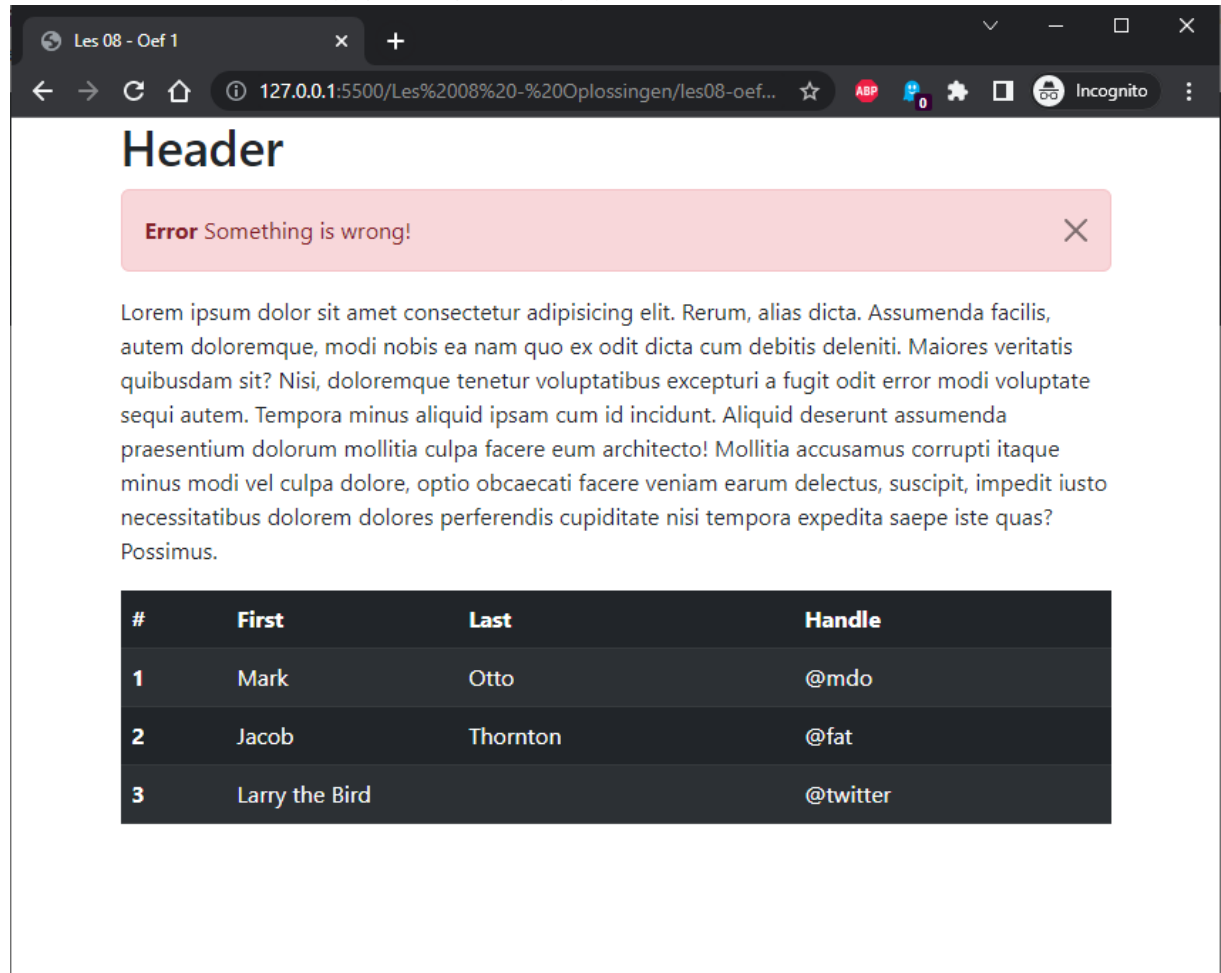 Les 08 - Oef 1
127.0.0.1:5500/Les%2008%20-%20Oplossingen/les08-oef...
ABP
0
Incognito
Header
Error Something is wrong!
Lorem ipsum dolor sit amet consectetur adipisicing elit. Rerum, alias dicta. Assumenda facilis,
autem doloremque, modi nobis ea nam quo ex odit dicta cum debitis deleniti. Maiores veritatis
quibusdam sit? Nisi, doloremque tenetur voluptatibus excepturi a fugit odit error modi voluptate
sequi autem. Tempora minus aliquid ipsam cum id incidunt. Aliquid deserunt assumenda
praesentium dolorum mollitia culpa facere eum architecto! Mollitia accusamus corrupti itaque
minus modi vel culpa dolore, optio obcaecati facere veniam earum delectus, suscipit, impedit iusto
necessitatibus dolorem dolores perferendis cupiditate nisi tempora expedita saepe iste quas?
Possimus.
# First Last Handle
1 Mark Otto @mdo
2 Jacob Thornton @fat
3 Larry the Bird @twitter